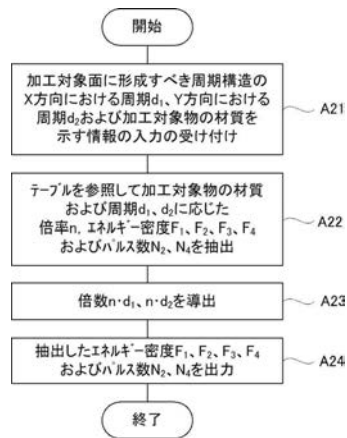 開始
加工対象面に形成すべき周期構造の
X方向における周期d₁、Y方向における
周期d₂および加工対象物の材質を
示す情報の入力の受け付け
A21
テーブルを参照して加工対象物の材質
および周期d₁、d₂に応じた
倍率n、エネルギー密度F₁、F₂、F₃、F₄
およびパルス数N₂、N₄を抽出
A22
倍数n·d₁、n·d₂を導出
A23
抽出したエネルギー密度F₁、F₂、F₃、F₄
およびパルス数N₂、N₄を出力
A24
終了